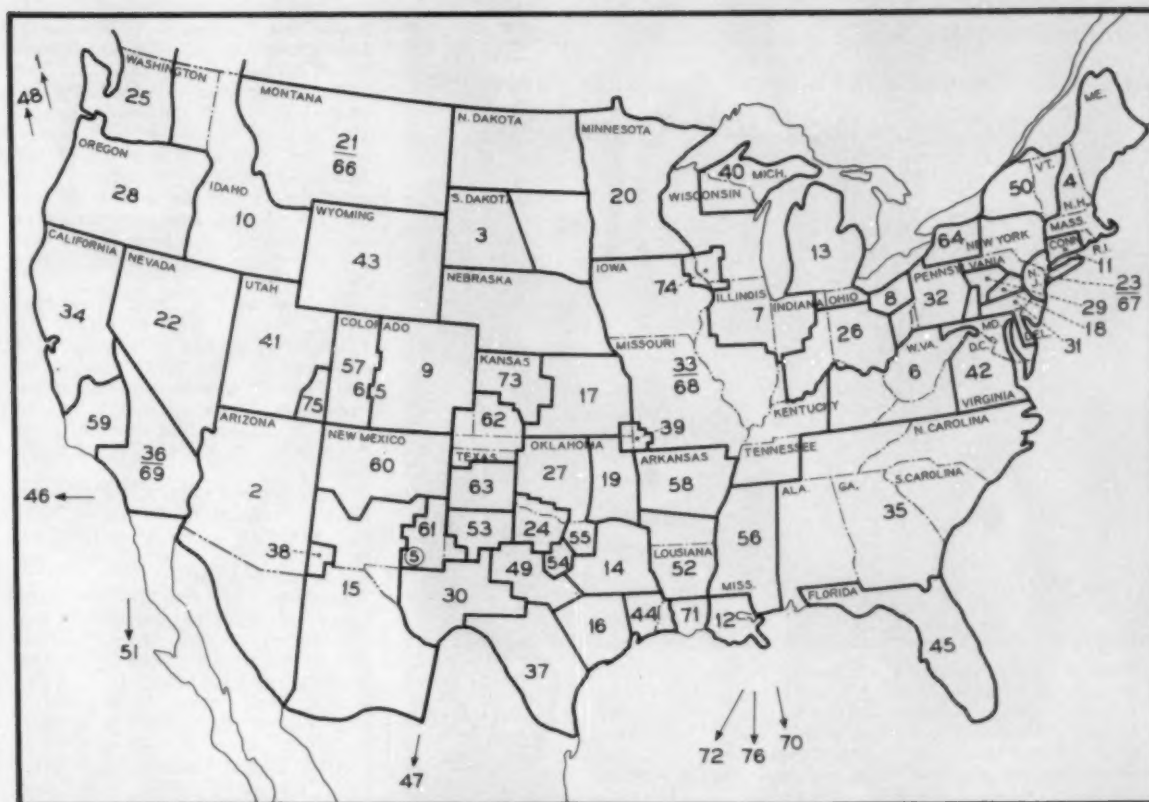 1
48
WASHINGTON
25
MONTANA
21
66
N. DAKOTA
MINNESOTA
20
ME.
OREGON
28
IDAHO
10
WYOMING
43
S. DAKOTA
3
WISCONSIN
40
MICH.
13
V T.
50
4
N.H.
MASS.
CONN.
R.I.
11
64
NEW YORK
CALIFORNIA
34
NEVADA
22
UTAH
41
NEBRASKA
IOWA
74
ILLINOIS
7
INDIANA
OHIO
26
8
PENNSYLVANIA
32
N.
J.
23
67
29
18
31
MD.
DEL.
D.C.
COLORADO
57
6
5
9
KANSAS
73
17
MISSOURI
33
68
W.VA.
6
42
VIRGINIA
75
62
39
KENTUCKY
59
36
69
ARIZONA
2
NEW MEXICO
60
TEXAS
OKLAHOMA
27
19
ARKANSAS
58
TENNESSEE
N. CAROLINA
S.CAROLINA
46
63
61
53
24
55
ALA.
GA.
35
38
5
15
49
54
14
LOUSIANA
52
56
MISS.
30
FLORIDA
45
16
44
71
12
37
51
47
72
76
70